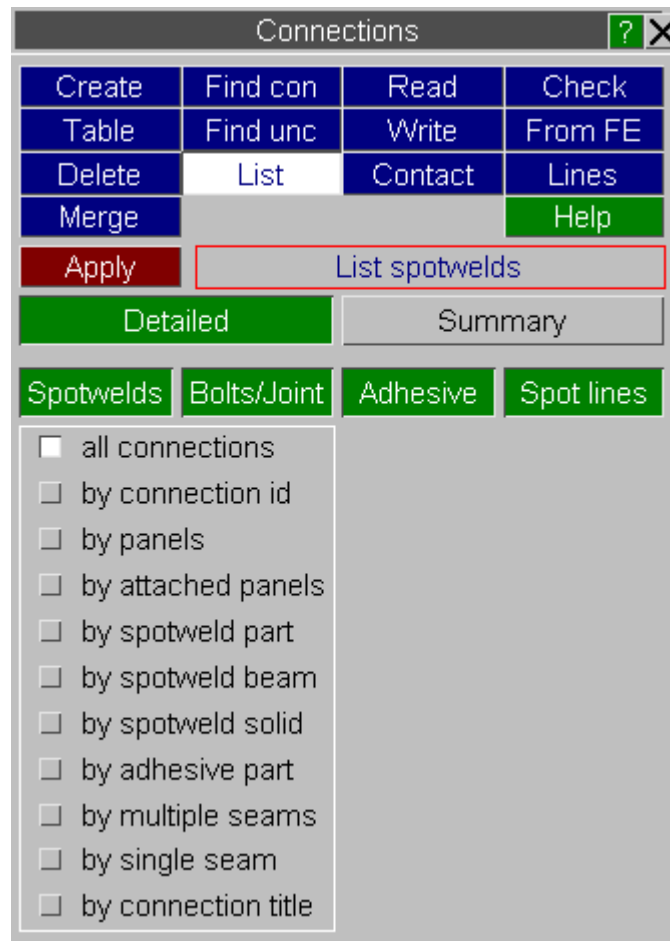 Connections ? X
Create Find con Read Check
Table Find unc Write From FE
Delete List Contact Lines
Merge Help
Apply List spotwelds
Detailed Summary
Spotwelds Bolts/Joint Adhesive Spot lines
all connections
by connection id
by panels
by attached panels
by spotweld part
by spotweld beam
by spotweld solid
by adhesive part
by multiple seams
by single seam
by connection title